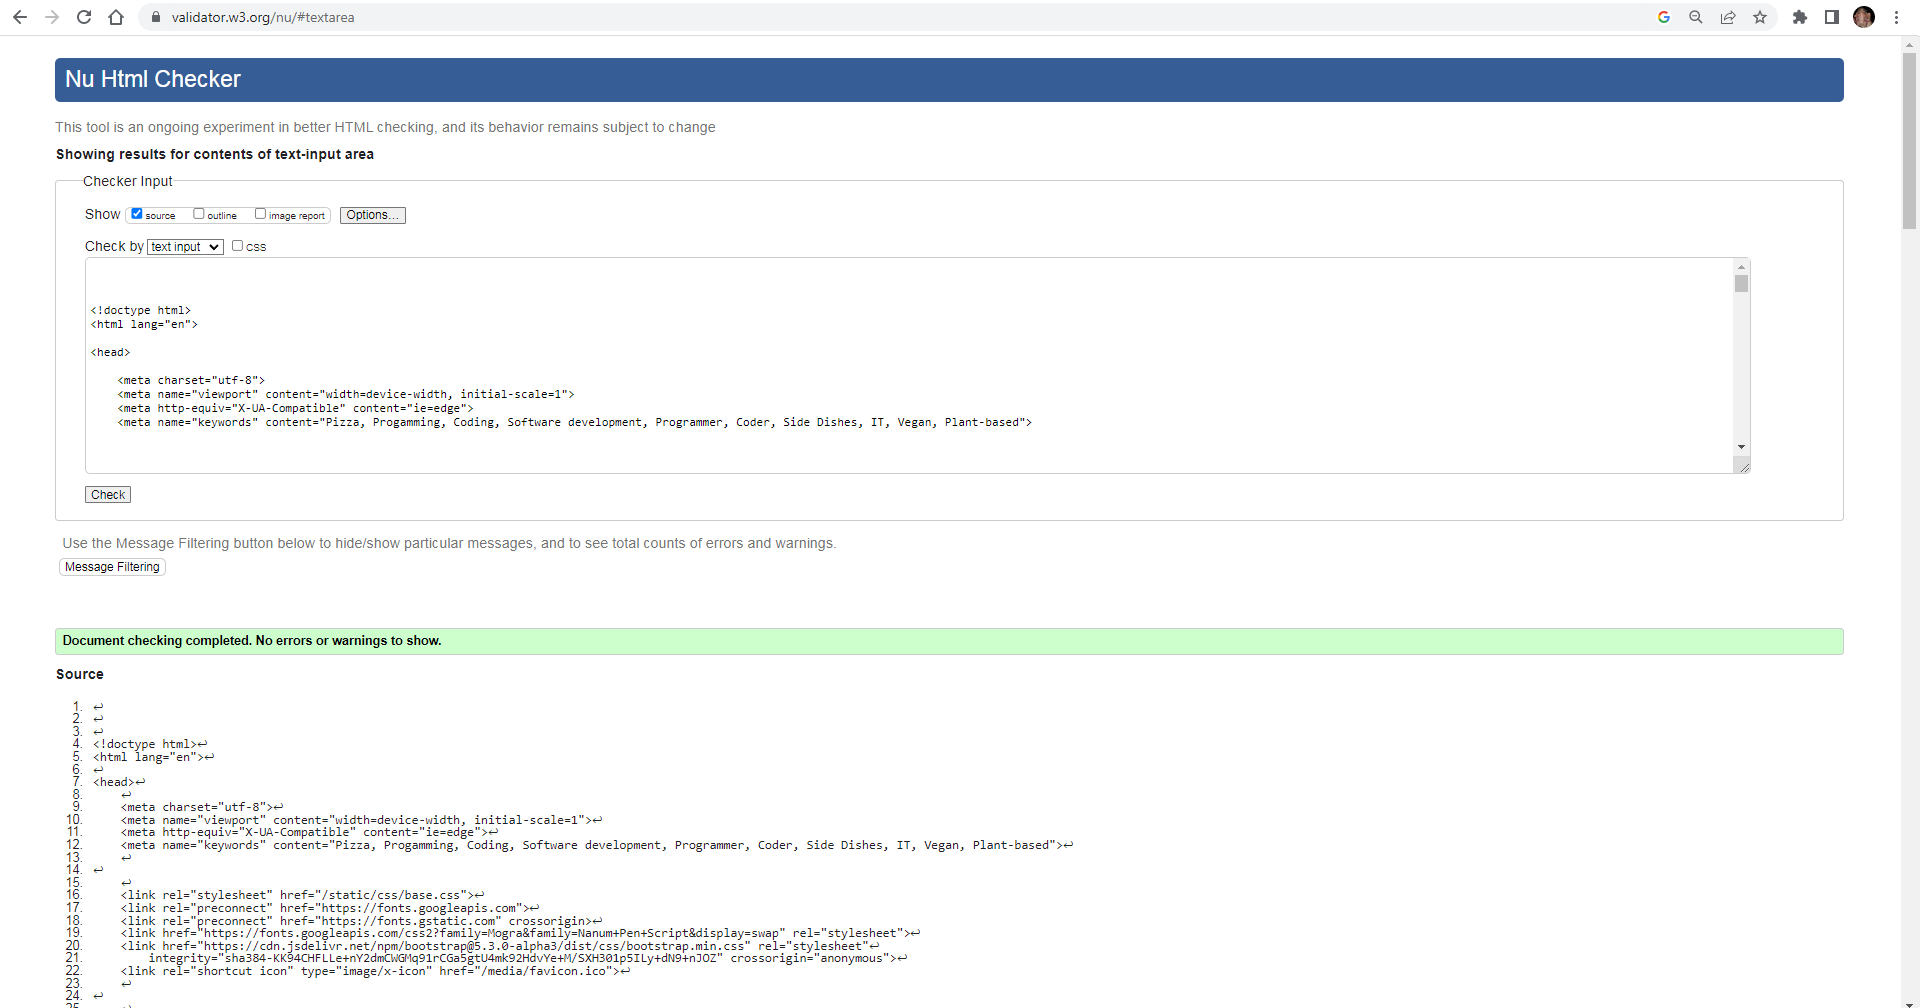 validator.w3.org/nu/#textarea
Nu Html Checker
This tool is an ongoing experiment in better HTML checking, and its behavior remains subject to change
Showing results for contents of text-input area
Checker Input
Show source outline image report Options...
Check by text input css
<!doctype html>
<html lang="en">
<head>
<meta charset="utf-8">
<meta name="viewport" content="width=device-width, initial-scale=1">
<meta http-equiv="X-UA-Compatible" content="ie=edge">
<meta name="keywords" content="Pizza, Progamming, Coding, Software development, Programmer, Coder, Side Dishes, IT, Vegan, Plant-based">
Check
Use the Message Filtering button below to hide/show particular messages, and to see total counts of errors and warnings.
Message Filtering
Document checking completed. No errors or warnings to show.
Source
1. ↩
2. ↩
3. ↩
4. <!doctype html>↩
5. <html lang="en">↩
6. ↩
7. <head>↩
8. ↩
9. <meta charset="utf-8">↩
10. <meta name="viewport" content="width=device-width, initial-scale=1">↩
11. <meta http-equiv="X-UA-Compatible" content="ie=edge">↩
12. <meta name="keywords" content="Pizza, Progamming, Coding, Software development, Programmer, Coder, Side Dishes, IT, Vegan, Plant-based">↩
13. ↩
14. ↩
15. ↩
16. <link rel="stylesheet" href="/static/css/base.css">↩
17. <link rel="preconnect" href="https://fonts.googleapis.com">↩
18. <link rel="preconnect" href="https://fonts.gstatic.com" crossorigin>↩
19. <link href="https://fonts.googleapis.com/css2?family=Mogra&family=Nanum+Pen+Script&display=swap" rel="stylesheet">↩
20. <link href="https://cdn.jsdelivr.net/npm/bootstrap@5.3.0-alpha3/dist/css/bootstrap.min.css" rel="stylesheet"↩
21. integrity="sha384-KK94CHFLLe+nY2dmCWGMq91rCGa5gtU4mk92HdvYe+M/SXH301p5ILy+dN9+nJOZ" crossorigin="anonymous">↩
22. <link rel="shortcut icon" type="image/x-icon" href="/media/favicon.ico">↩
23. ↩
24. ↩
25.